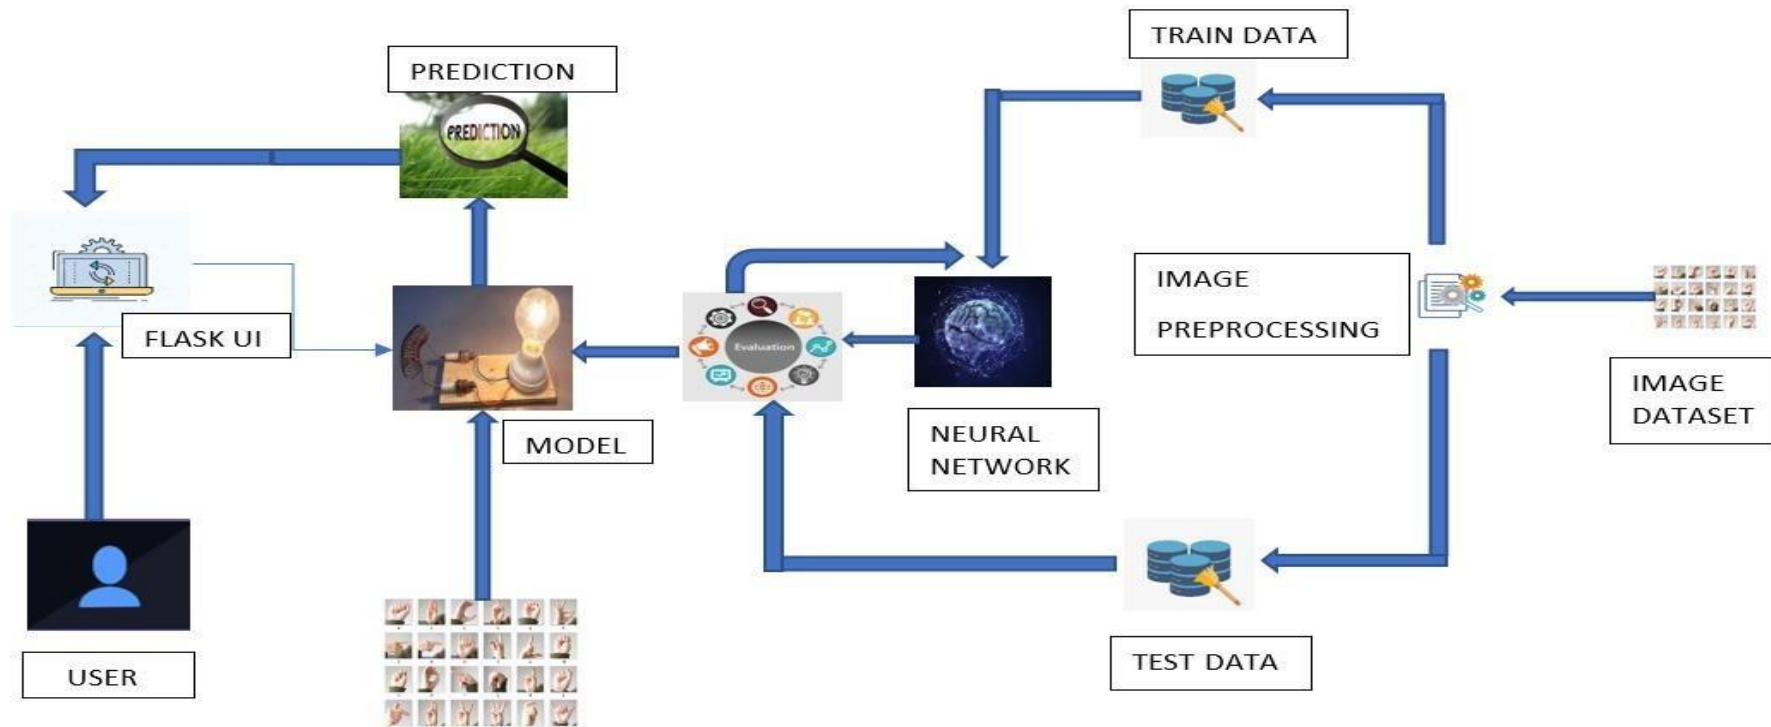 TRAIN DATA
PREDICTION
PREDICTION
IMAGE
PREPROCESSING
FLASK UI
Evaluation
IMAGE
DATASET
MODEL
NEURAL
NETWORK
USER
TEST DATA